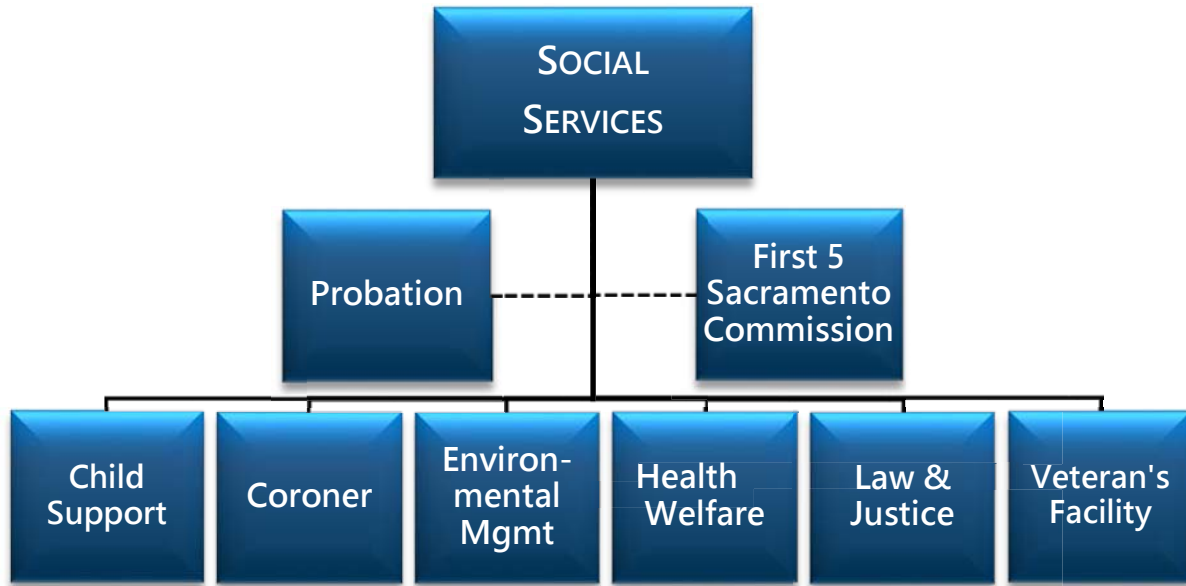 SOCIAL
SERVICES
Probation
First 5
Sacramento
Commission
Child
Support
Coroner
Environ-
mental
Mgmt
Health
Welfare
Law &
Justice
Veteran's
Facility